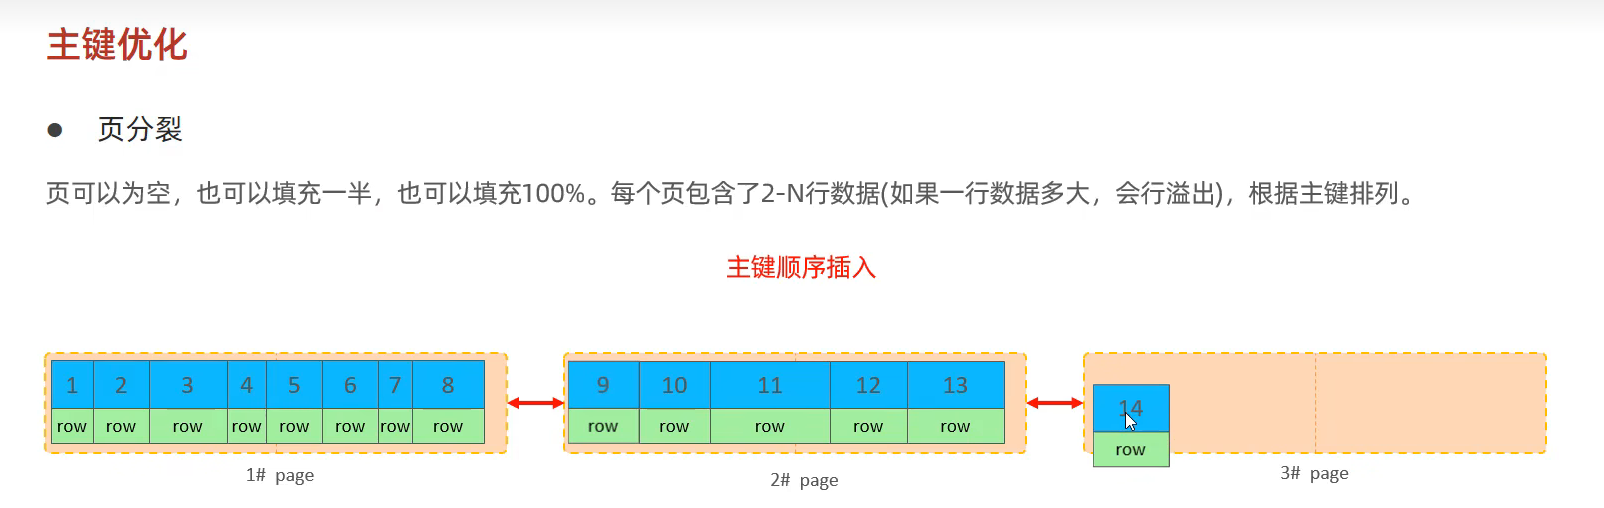 主键优化
● 页分裂
页可以为空，也可以填充一半，也可以填充100%。每个页包含了2-N行数据(如果一行数据多大，会行溢出)，根据主键排列。
主键顺序插入
1 2 3 4 5 6 7 8
row row row row row row row row
1# page
9 10 11 12 13
row row row row row
2# page
14
row
3# page